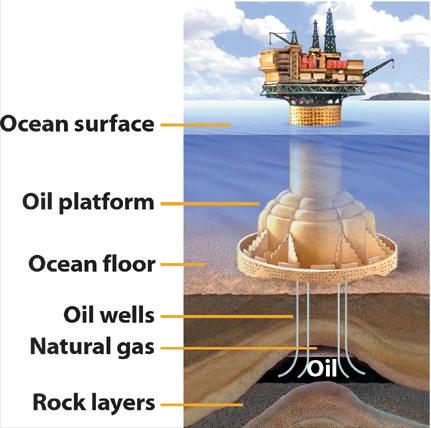 Ocean surface
Oil platform
Ocean floor
Oil wells
Natural gas
Oil
Rock layers